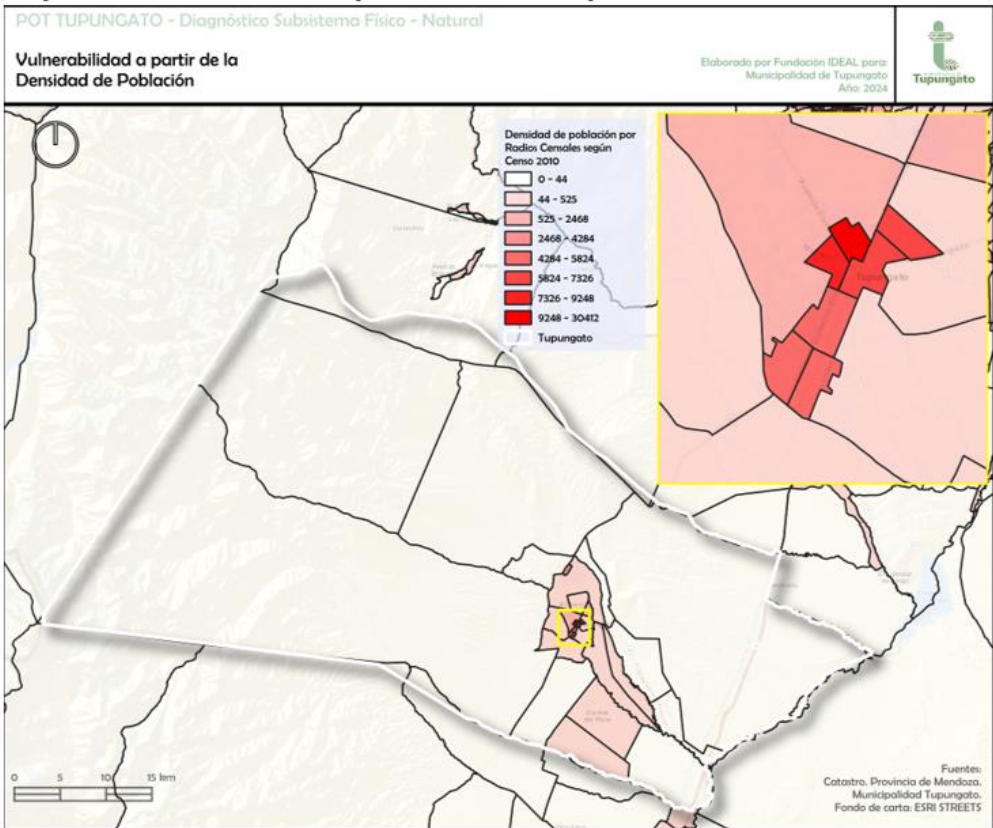 POT TUPUNGATO - Diagnóstico Subsistema Físico - Natural
Vulnerabilidad a partir de la
Densidad de Población
Elaborado por Fundación IDEAL para:
Municipalidad de Tupungato
Año: 2024
Tupungato
Densidad de población por
Radios Censales según
Censo 2010
0 - 44
44 - 525
525 - 2468
2468 - 4284
4284 - 5824
5824 - 7326
7326 - 9248
9248 - 30412
Tupungato
Tupungato
0 5 10 15 km
Fuentes:
Catastro. Provincia de Mendoza.
Municipalidad Tupungato.
Fondo de carta: ESRI STREETS